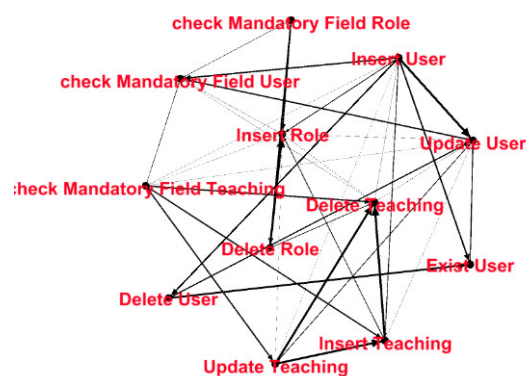 check Mandatory Field Role
Insert User
check Mandatory Field User
Insert Role
Update User
check Mandatory Field Teaching
Delete Teaching
Delete Role
Exist User
Delete User
Insert Teaching
Update Teaching